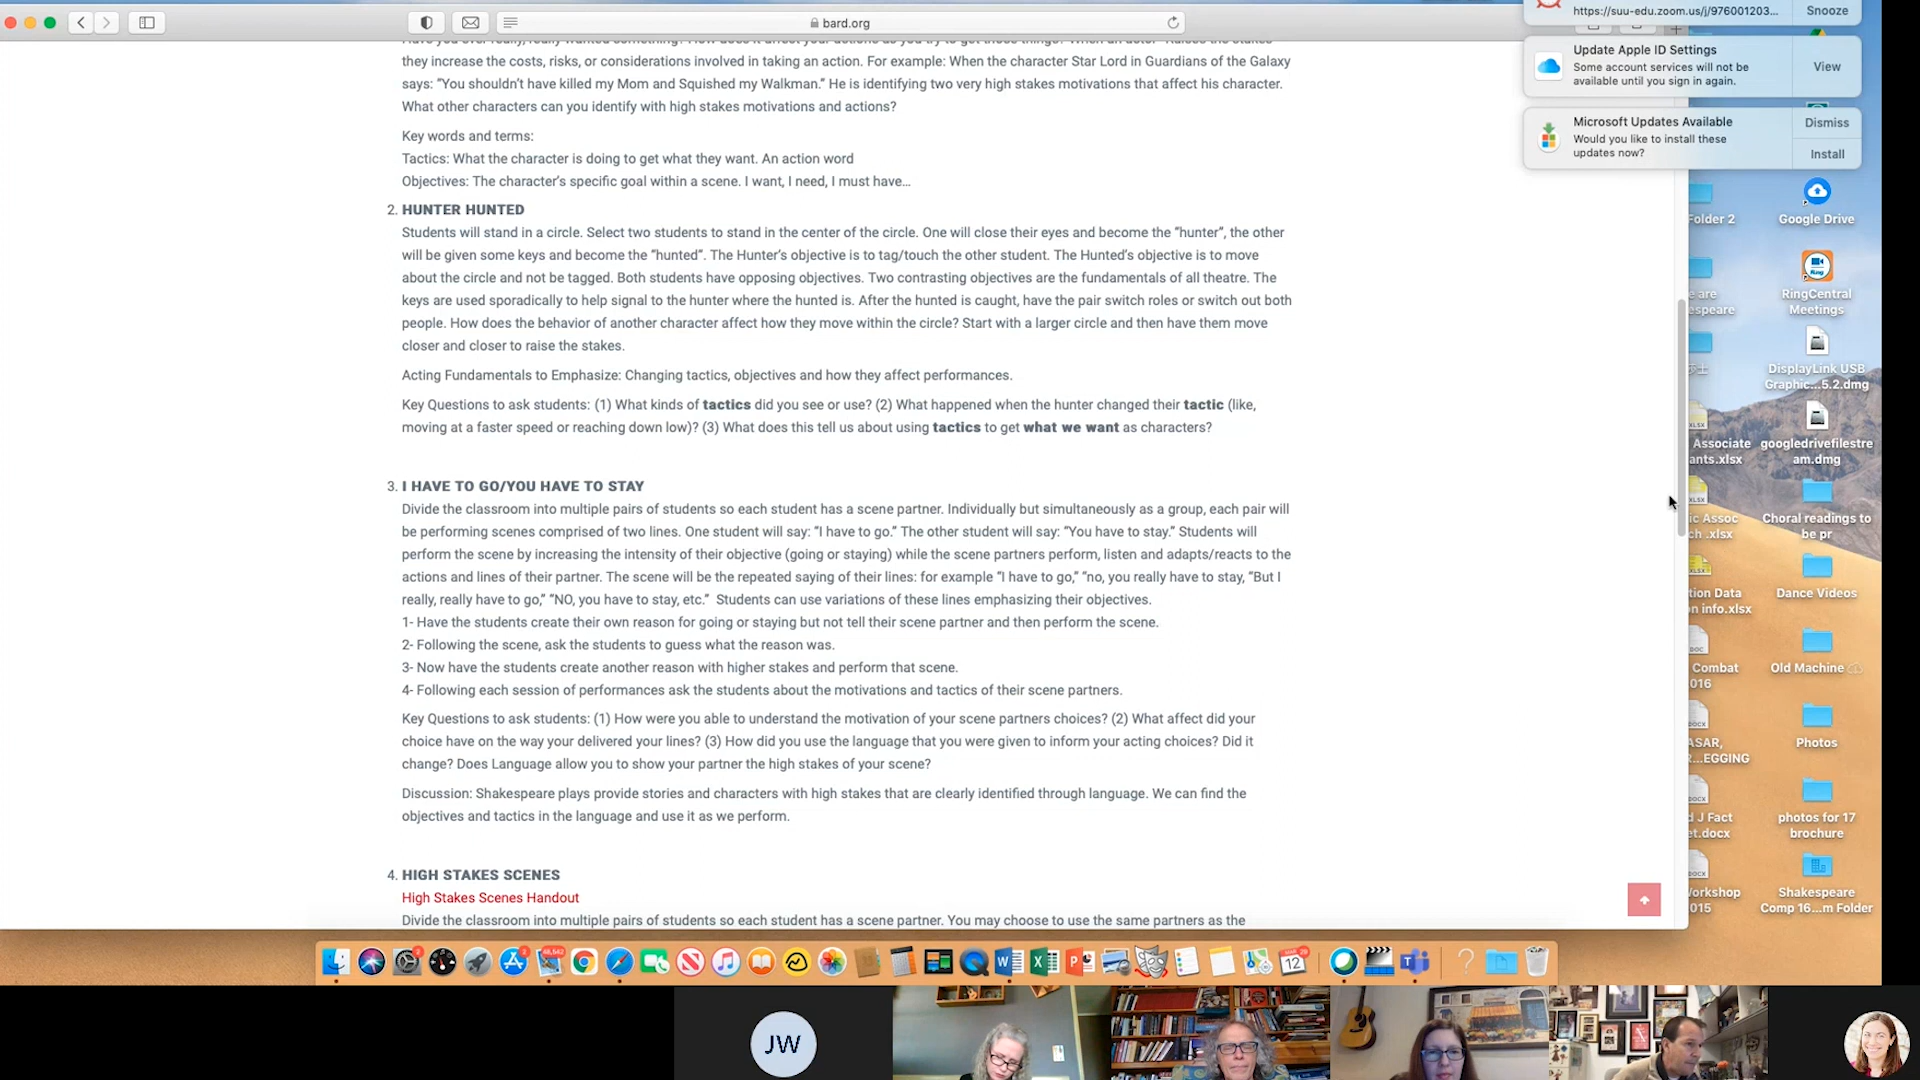 bard.org
https://suu-edu.zoom.us/j/976001203...
Snooze
Update Apple ID Settings
Some account services will not be
available until you sign in again.
View
Microsoft Updates Available
Would you like to install these
updates now?
Dismiss
Install
they increase the costs, risks, or considerations involved in taking an action. For example: When the character Star Lord in Guardians of the Galaxy
says: “You shouldn’t have killed my Mom and Squished my Walkman.” He is identifying two very high stakes motivations that affect his character.
What other characters can you identify with high stakes motivations and actions?
Key words and terms:
Tactics: What the character is doing to get what they want. An action word
Objectives: The character’s specific goal within a scene. I want, I need, I must have…
2. HUNTER HUNTED
Students will stand in a circle. Select two students to stand in the center of the circle. One will close their eyes and become the “hunter”, the other
will be given some keys and become the “hunted”. The Hunter’s objective is to tag/touch the other student. The Hunted’s objective is to move
about the circle and not be tagged. Both students have opposing objectives. Two contrasting objectives are the fundamentals of all theatre. The
keys are used sporadically to help signal to the hunter where the hunted is. After the hunted is caught, have the pair switch roles or switch out both
people. How does the behavior of another character affect how they move within the circle? Start with a larger circle and then have them move
closer and closer to raise the stakes.
Acting Fundamentals to Emphasize: Changing tactics, objectives and how they affect performances.
Key Questions to ask students: (1) What kinds of tactics did you see or use? (2) What happened when the hunter changed their tactic (like,
moving at a faster speed or reaching down low)? (3) What does this tell us about using tactics to get what we want as characters?
3. I HAVE TO GO/YOU HAVE TO STAY
Divide the classroom into multiple pairs of students so each student has a scene partner. Individually but simultaneously as a group, each pair will
be performing scenes comprised of two lines. One student will say: “I have to go.” The other student will say: “You have to stay.” Students will
perform the scene by increasing the intensity of their objective (going or staying) while the scene partners perform, listen and adapts/reacts to the
actions and lines of their partner. The scene will be the repeated saying of their lines: for example “I have to go,” “no, you really have to stay, “But I
really, really have to go,” “NO, you have to stay, etc.” Students can use variations of these lines emphasizing their objectives.
1- Have the students create their own reason for going or staying but not tell their scene partner and then perform the scene.
2- Following the scene, ask the students to guess what the reason was.
3- Now have the students create another reason with higher stakes and perform that scene.
4- Following each session of performances ask the students about the motivations and tactics of their scene partners.
Key Questions to ask students: (1) How were you able to understand the motivation of your scene partners choices? (2) What affect did your
choice have on the way your delivered your lines? (3) How did you use the language that you were given to inform your acting choices? Did it
change? Does Language allow you to show your partner the high stakes of your scene?
Discussion: Shakespeare plays provide stories and characters with high stakes that are clearly identified through language. We can find the
objectives and tactics in the language and use it as we perform.
4. HIGH STAKES SCENES
High Stakes Scenes Handout
Divide the classroom into multiple pairs of students so each student has a scene partner. You may choose to use the same partners as the
Folder 2
Google Drive
e are
espeare
RingCentral
Meetings
DisplayLink USB
Graphic...5.2.dmg
Associate
ants.xlsx
googledrivefilestre
am.dmg
ic Assoc
ch .xlsx
Choral readings to
be pr
tion Data
n info.xlsx
Dance Videos
Combat
016
Old Machine
ASAR,
R...EGGING
Photos
d J Fact
et.docx
photos for 17
brochure
Workshop
015
Shakespeare
Comp 16...m Folder
12
JW